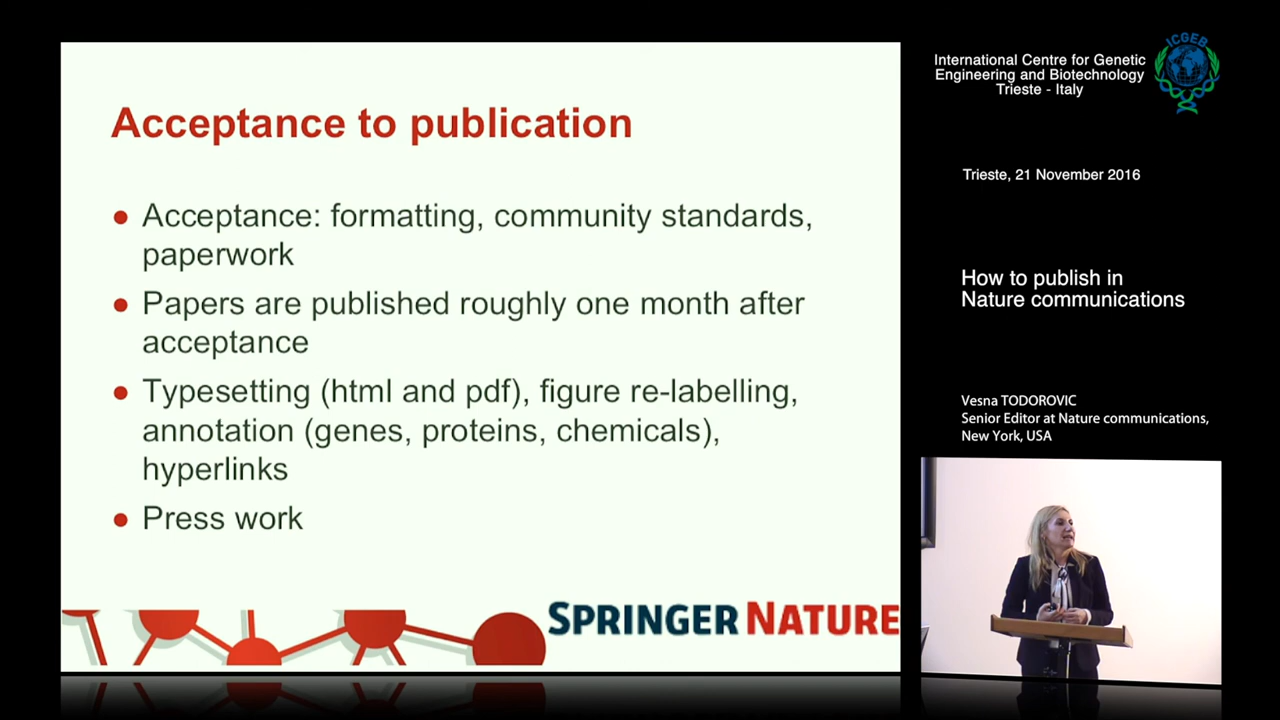 Acceptance to publication
● Acceptance: formatting, community standards,
paperwork
● Papers are published roughly one month after
acceptance
● Typesetting (html and pdf), figure re-labelling,
annotation (genes, proteins, chemicals),
hyperlinks
● Press work
SPRINGER NATURE
International Centre for Genetic
Engineering and Biotechnology
Trieste - Italy
ICGEB
Trieste, 21 November 2016
How to publish in
Nature communications
Vesna TODOROVIC
Senior Editor at Nature communications,
New York, USA